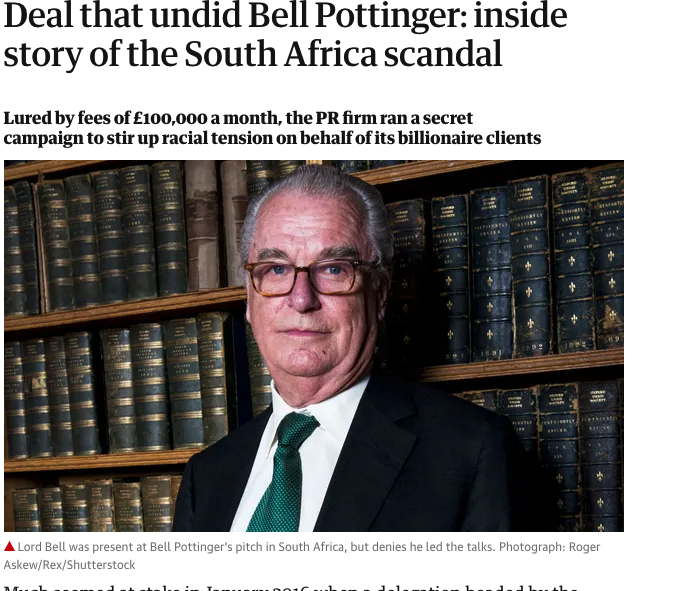 Deal that undid Bell Pottinger: inside
story of the South Africa scandal
Lured by fees of £100,000 a month, the PR firm ran a secret
campaign to stir up racial tension on behalf of its billionaire clients
Lord Bell was present at Bell Pottinger's pitch in South Africa, but denies he led the talks. Photograph: Roger
Askew/Rex/Shutterstock
Much seemed at stake in January 2016 when a delegation headed by the